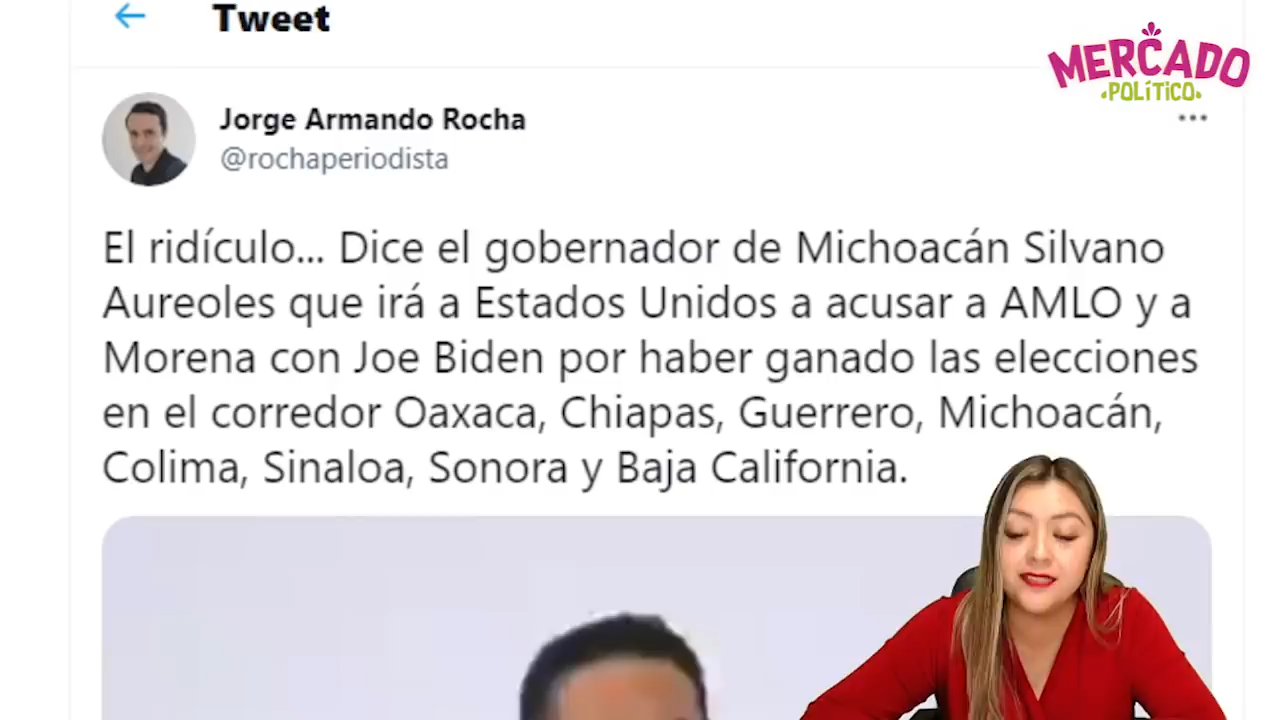 Tweet
MERCADO
POLÍTICO
Jorge Armando Rocha
@rochaperiodista
El ridículo... Dice el gobernador de Michoacán Silvano
Aureoles que irá a Estados Unidos a acusar a AMLO y a
Morena con Joe Biden por haber ganado las elecciones
en el corredor Oaxaca, Chiapas, Guerrero, Michoacán,
Colima, Sinaloa, Sonora y Baja California.